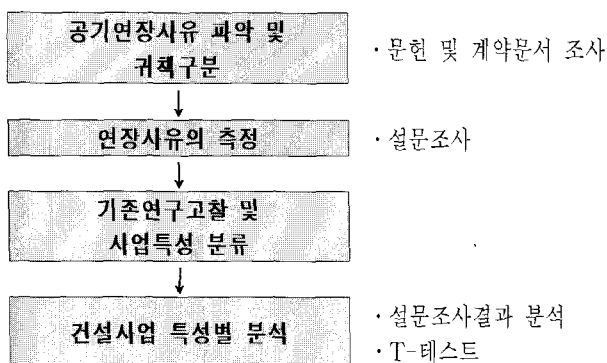 공기연장사유 파악 및
귀책구분
· 문헌 및 계약문서 조사
연장사유의 측정
· 설문조사
기존연구고찰 및
사업특성 분류
건설사업 특성별 분석
· 설문조사결과 분석
· T-테스트